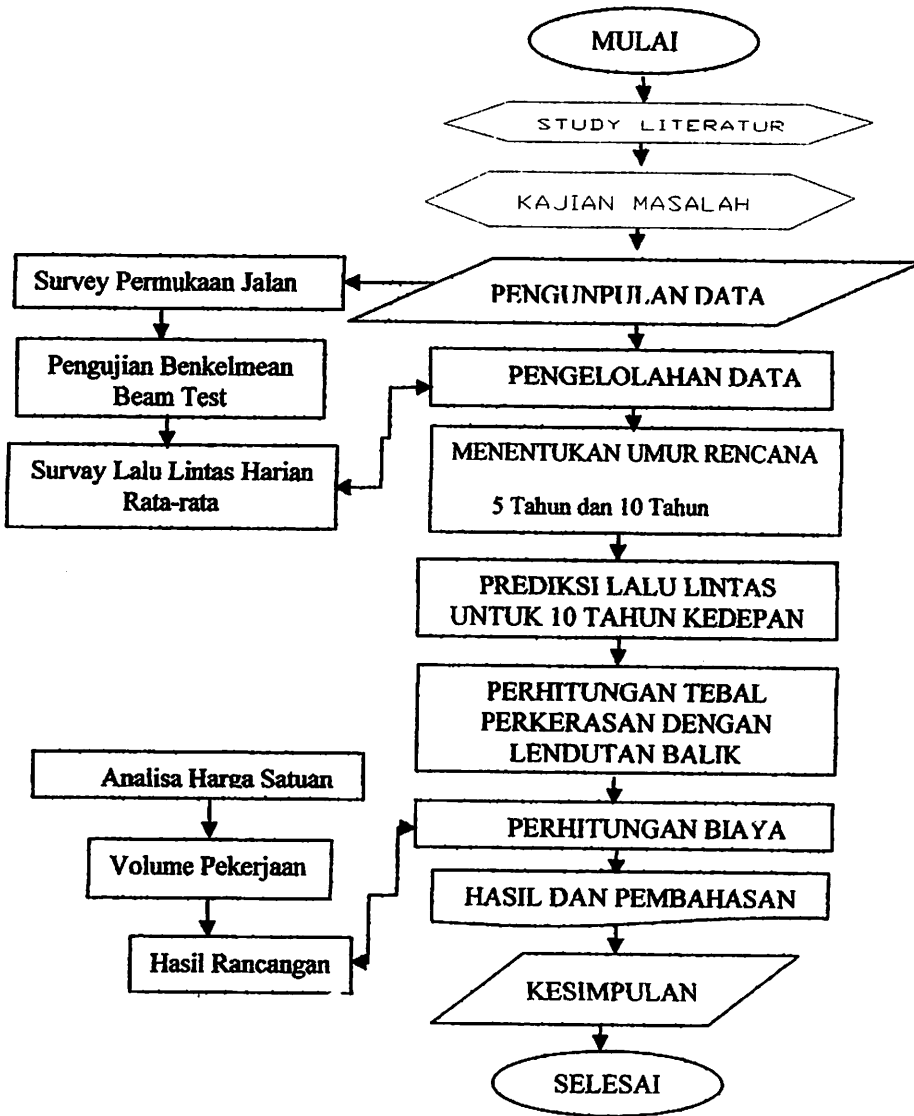 MULAI
STUDY LITERATUR
KAJIAN MASALAH
PENGUNPULAN DATA
Survey Permukaan Jalan
Pengujian Benkelmean
Beam Test
Survay Lalu Lintas Harian
Rata-rata
PENGELOLAHAN DATA
MENENTUKAN UMUR RENCANA
5 Tahun dan 10 Tahun
PREDIKSI LALU LINTAS
UNTUK 10 TAHUN KEDEPAN
PERHITUNGAN TEBAL
PERKERASAN DENGAN
LENDUTAN BALIK
Analisa Harga Satuan
Volume Pekerjaan
Hasil Rancangan
PERHITUNGAN BIAYA
HASIL DAN PEMBAHASAN
KESIMPULAN
SELESAI